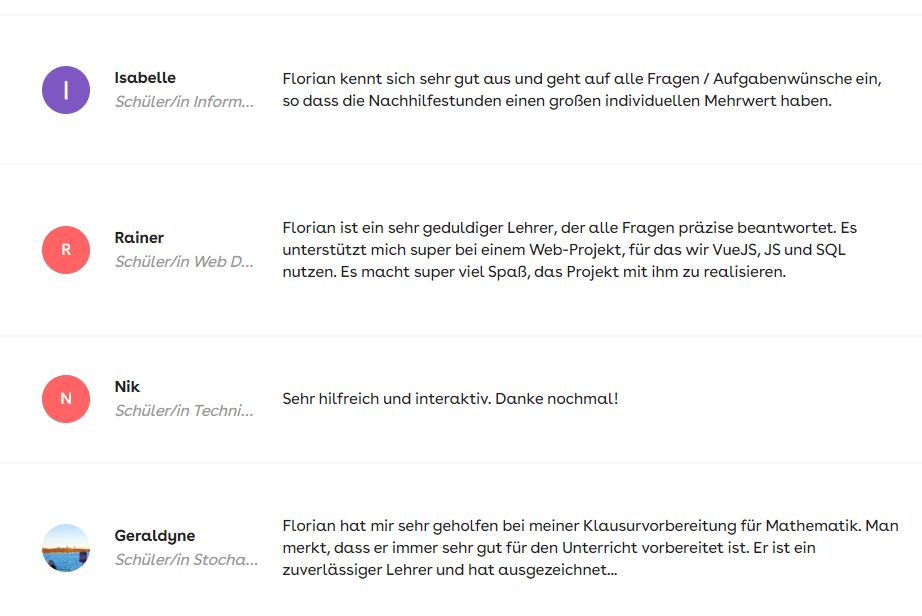 I
Isabelle
Schüler/in Inform...
Florian kennt sich sehr gut aus und geht auf alle Fragen / Aufgabenwünsche ein,
so dass die Nachhilfestunden einen großen individuellen Mehrwert haben.
R
Rainer
Schüler/in Web D...
Florian ist ein sehr geduldiger Lehrer, der alle Fragen präzise beantwortet. Es
unterstützt mich super bei einem Web-Projekt, für das wir VueJS, JS und SQL
nutzen. Es macht super viel Spaß, das Projekt mit ihm zu realisieren.
N
Nik
Schüler/in Techni...
Sehr hilfreich und interaktiv. Danke nochmal!
Geraldyne
Schüler/in Stocha...
Florian hat mir sehr geholfen bei meiner Klausurvorbereitung für Mathematik. Man
merkt, dass er immer sehr gut für den Unterricht vorbereitet ist. Er ist ein
zuverlässiger Lehrer und hat ausgezeichnet...